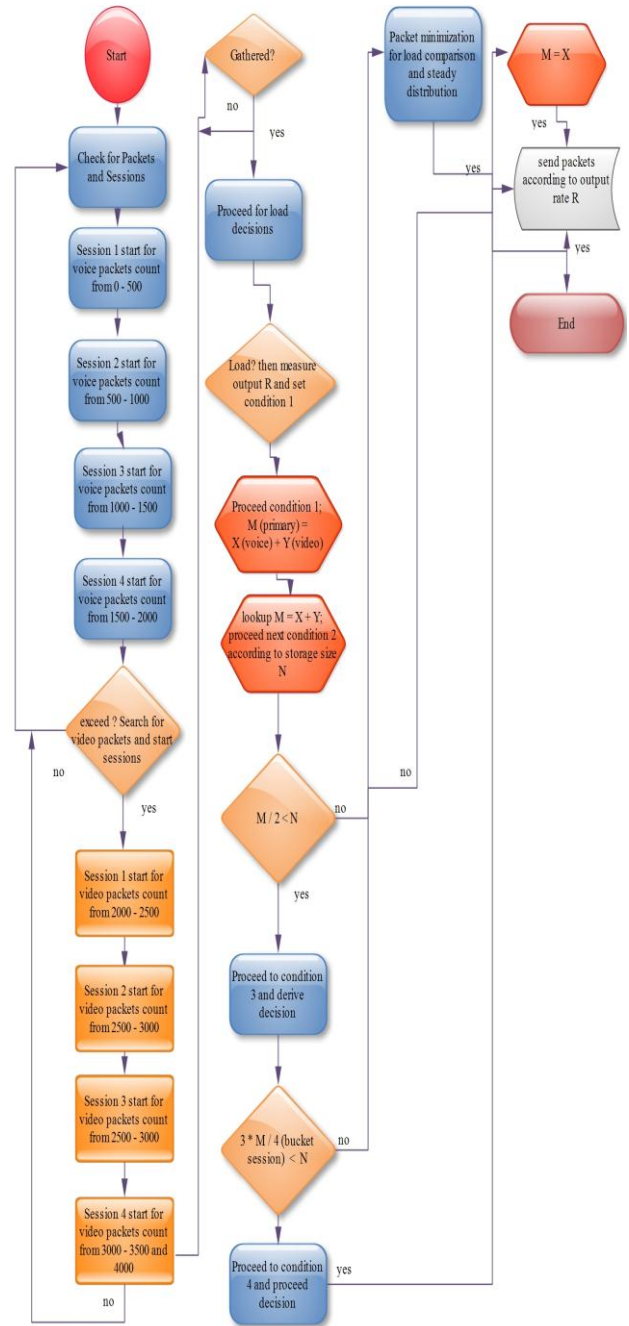 Start
Check for Packets
and Sessions
Session 1 start for
voice packets count
from 0 - 500
Session 2 start for
voice packets count
from 500 - 1000
Session 3 start for
voice packets count
from 1000 - 1500
Session 4 start for
voice packets count
from 1500 - 2000
exceed ? Search for
video packets and start
sessions
no
yes
Session 1 start for
video packets count
from 2000 - 2500
Session 2 start for
video packets count
from 2500 - 3000
Session 3 start for
video packets count
from 2500 - 3000
Session 4 start for
video packets count
from 3000 - 3500 and
4000
no
Gathered?
no
yes
Proceed for load
decisions
Load? then measure
output R and set
condition 1
Proceed condition 1;
M (primary) =
X (voice) + Y (video)
lookup M = X + Y;
proceed next condition 2
according to storage size
N
M / 2 < N
no
yes
Proceed to condition
3 and derive
decision
3 * M / 4 (bucket
session) < N
no
Proceed to condition
4 and proceed
decision
yes
Packet minimization
for load comparison
and steady
distribution
yes
no
M = X
yes
send packets
according to output
rate R
yes
End